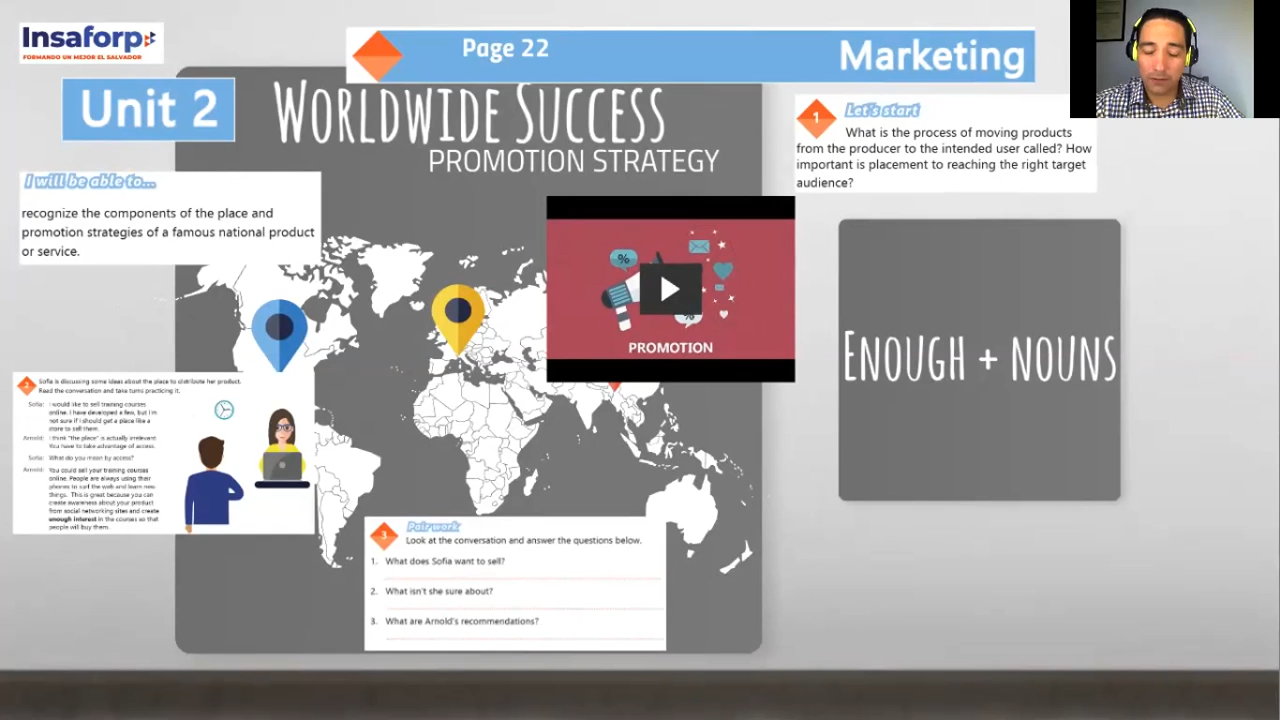 Insaforp
FORMANDO UN MEJOR EL SALVADOR
Page 22
Marketing
Unit 2
WORLDWIDE SUCCESS
PROMOTION STRATEGY
I will be able to...
recognize the components of the place and
promotion strategies of a famous national product
or service.
1 Let's start
What is the process of moving products
from the producer to the intended user called? How
important is placement to reaching the right target
audience?
%
%
PROMOTION
ENOUGH + NOUNS
2 Sofia is discussing some ideas about the place to distribute her product.
Read the conversation and take turns practicing it.
Sofia: I would like to sell training courses
online. I have developed a few, but I'm
not sure if I should get a place like a
store to sell them.
Arnold: I think "the place" is actually irrelevant
You have to take advantage of access.
Sofia: What do you mean by access?
Arnold: You could sell your training courses
online. People are always using their
phones to surf the web and learn new
things. This is great because you can
create awareness about your product
from social networking sites and create
enough interest in the courses so that
people will buy them.
3 Pair work
Look at the conversation and answer the questions below.
1. What does Sofia want to sell?
2. What isn't she sure about?
3. What are Arnold's recommendations?